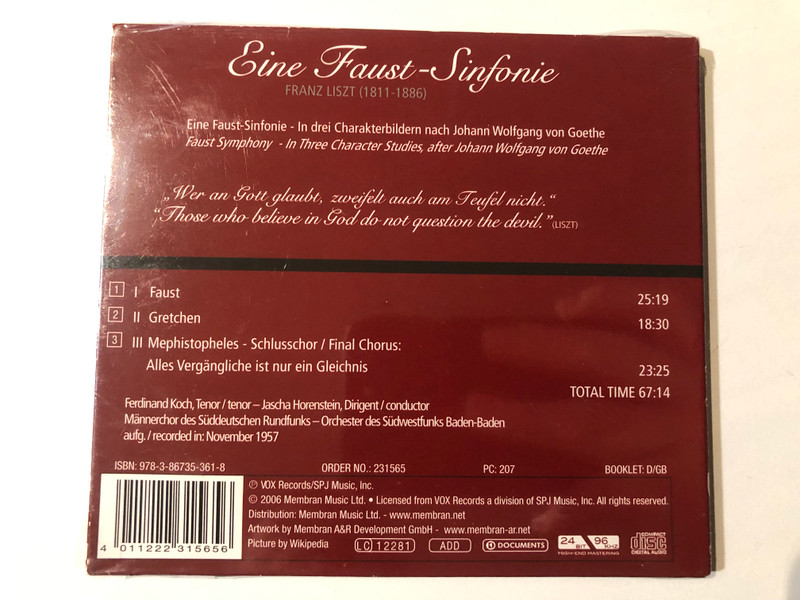 Eine Faust-Sinfonie
FRANZ LISZT (1811-1886)
Eine Faust-Sinfonie - In drei Charakterbildern nach Johann Wolfgang von Goethe
Faust Symphony - In Three Character Studies, after Johann Wolfgang von Goethe
„Wer an Gott glaubt, zweifelt auch am Teufel nicht.“
“Those who believe in God do not question the devil.” (LISZT)
1 I Faust 25:19
2 II Gretchen 18:30
3 III Mephistopheles - Schlusschor / Final Chorus:
Alles Vergängliche ist nur ein Gleichnis 23:25
TOTAL TIME 67:14
Ferdinand Koch, Tenor / tenor – Jascha Horenstein, Dirigent / conductor
Männerchor des Süddeutschen Rundfunks – Orchester des Südwestfunks Baden-Baden
aufg. / recorded in: November 1957
ISBN: 978-3-86735-361-8 ORDER NO.: 231565 PC: 207 BOOKLET: D/GB
℗ VOX Records/SPJ Music, Inc.
© 2006 Membran Music Ltd. • Licensed from VOX Records a division of SPJ Music, Inc. All rights reserved.
Distribution: Membran Music Ltd. - www.membran.net
Artwork by Membran A&R Development GmbH - www.membran-ar.net
Picture by Wikipedia LC 12281 ADD DOCUMENTS 24 BIT 96 KHz HIGH-END MASTERING COMPACT disc DIGITAL AUDIO
4 011222 315656